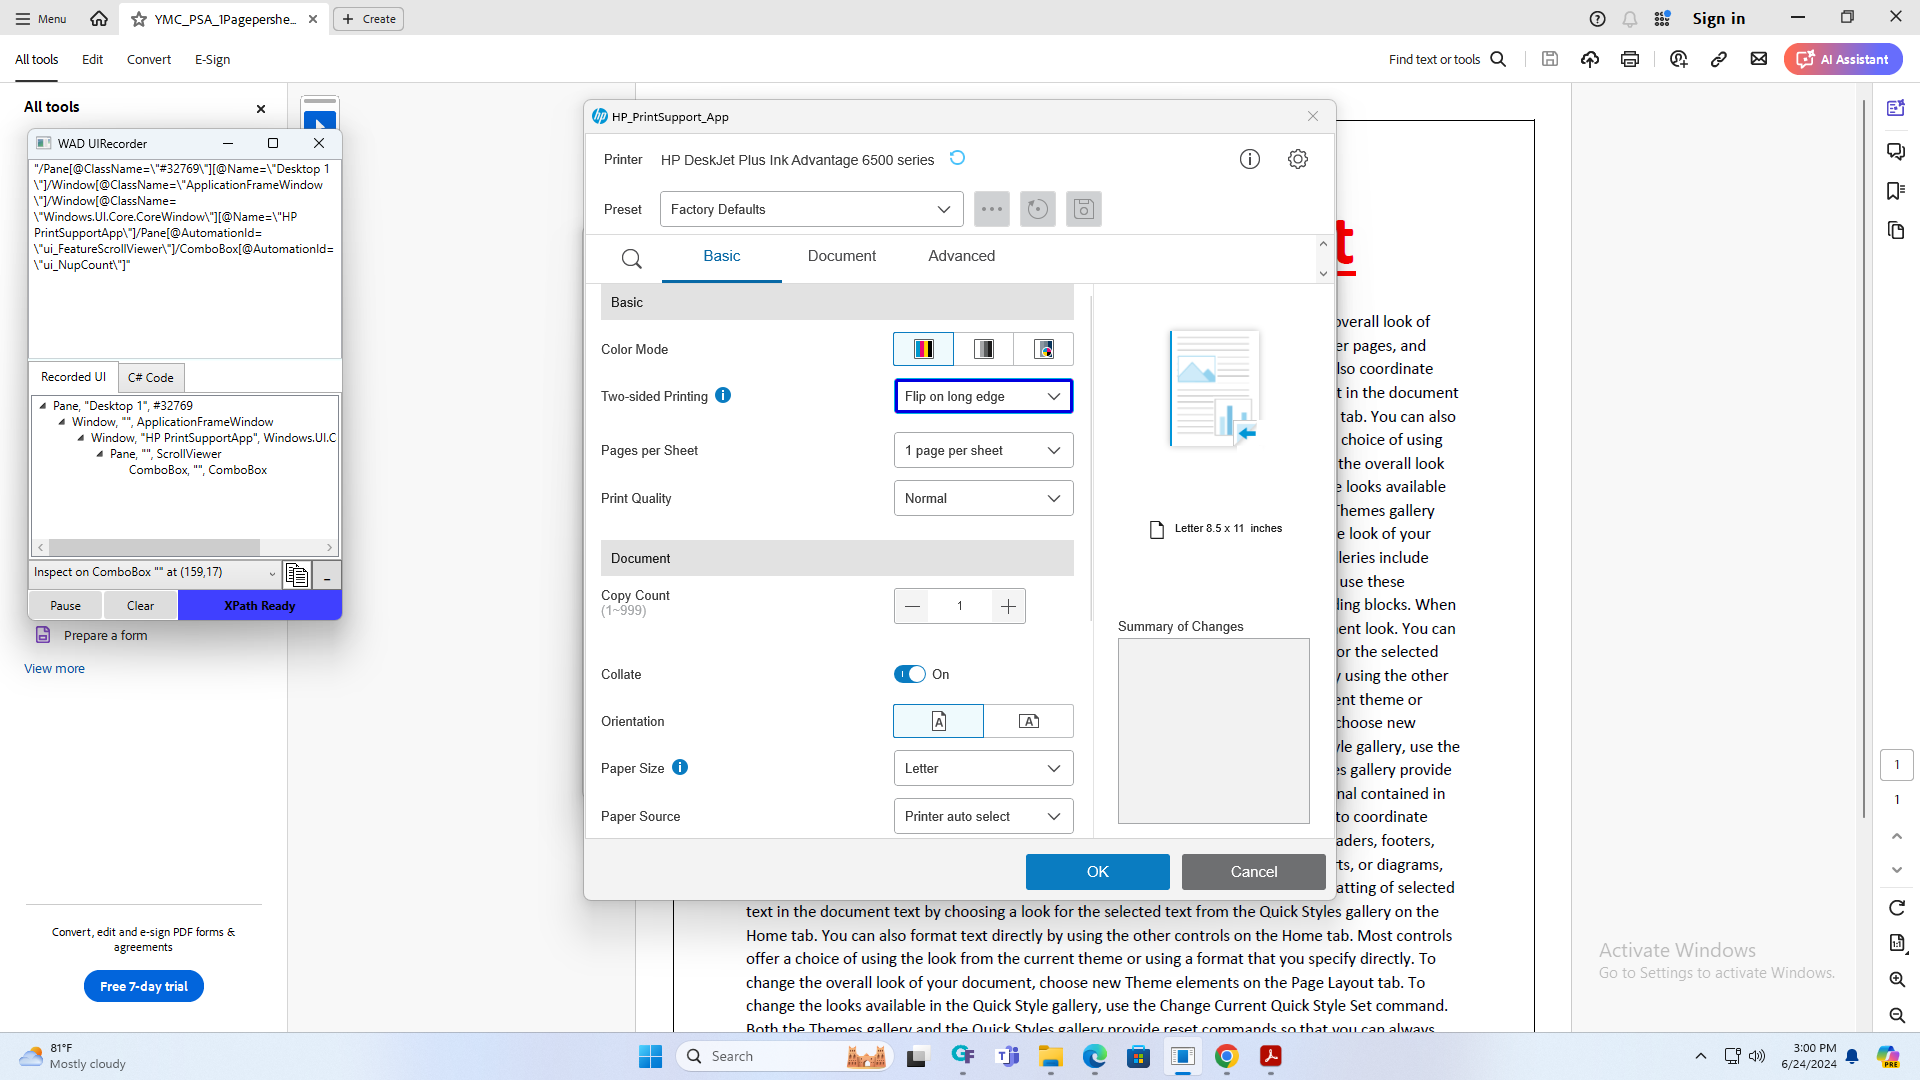 Menu
YMC_PSA_1Pagepershe...
Create
Sign in
All tools
Edit
Convert
E-Sign
Find text or tools
AI Assistant
All tools
WAD UIRecorder
"/Pane[@ClassName=\"#32769\"][@Name=\"Desktop 1
\"]/Window[@ClassName=\"ApplicationFrameWindow
\"]/Window[@ClassName=
\"Windows.UI.Core.CoreWindow\"][@Name=\"HP
PrintSupportApp\"]/Pane[@AutomationId=
\"ui_FeatureScrollViewer\"]/ComboBox[@AutomationId=
\"ui_NupCount\"]"
Recorded UI
C# Code
Pane, "Desktop 1", #32769
Window, "", ApplicationFrameWindow
Window, "HP PrintSupportApp", Windows.UI.C
Pane, "", ScrollViewer
ComboBox, "", ComboBox
Inspect on ComboBox "" at (159,17)
Pause
Clear
XPath Ready
Prepare a form
View more
Convert, edit and e-sign PDF forms &
agreements
Free 7-day trial
HP_PrintSupport_App
Printer
HP DeskJet Plus Ink Advantage 6500 series
Preset
Factory Defaults
Basic
Document
Advanced
Basic
Color Mode
Two-sided Printing
Flip on long edge
Pages per Sheet
1 page per sheet
Print Quality
Normal
Document
Copy Count
(1~999)
1
Collate
On
Orientation
Paper Size
Letter
Paper Source
Printer auto select
Letter 8.5 x 11 inches
Summary of Changes
OK
Cancel
t
overall look of
er pages, and
lso coordinate
t in the document
tab. You can also
choice of using
the overall look
e looks available
Themes gallery
e look of your
lleries include
use these
ding blocks. When
ent look. You can
or the selected
y using the other
ent theme or
choose new
yle gallery, use the
s gallery provide
nal contained in
to coordinate
aders, footers,
rts, or diagrams,
atting of selected
text in the document text by choosing a look for the selected text from the Quick Styles gallery on the
Home tab. You can also format text directly by using the other controls on the Home tab. Most controls
offer a choice of using the look from the current theme or using a format that you specify directly. To
change the overall look of your document, choose new Theme elements on the Page Layout tab. To
change the looks available in the Quick Style gallery, use the Change Current Quick Style Set command.
Both the Themes gallery and the Quick Styles gallery provide reset commands so that you can always
1
1
Activate Windows
Go to Settings to activate Windows.
81°F
Mostly cloudy
Search
3:00 PM
6/24/2024